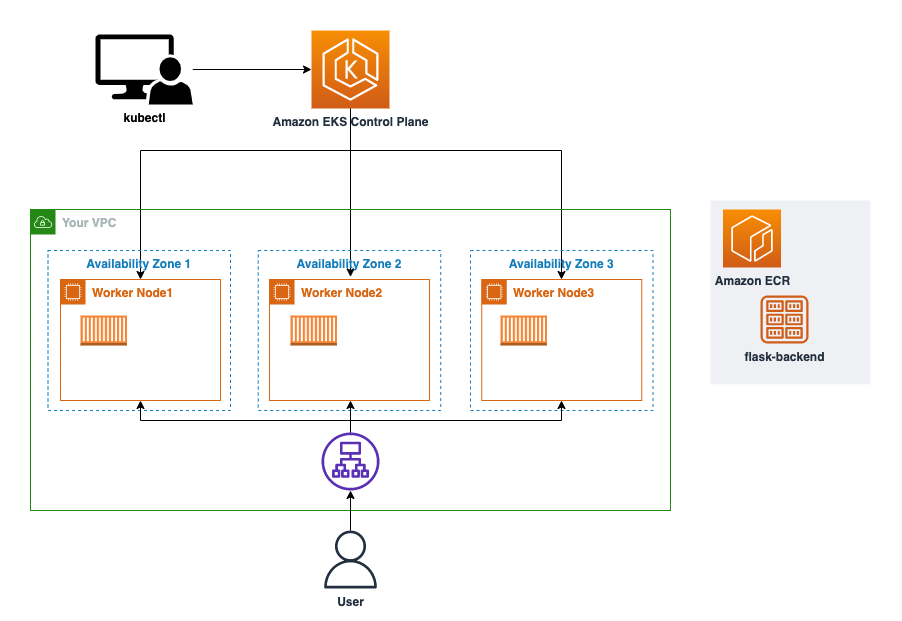 kubectl
K
Amazon EKS Control Plane
Your VPC
Availability Zone 1
Availability Zone 2
Availability Zone 3
Worker Node1
Worker Node2
Worker Node3
Amazon ECR
flask-backend
User